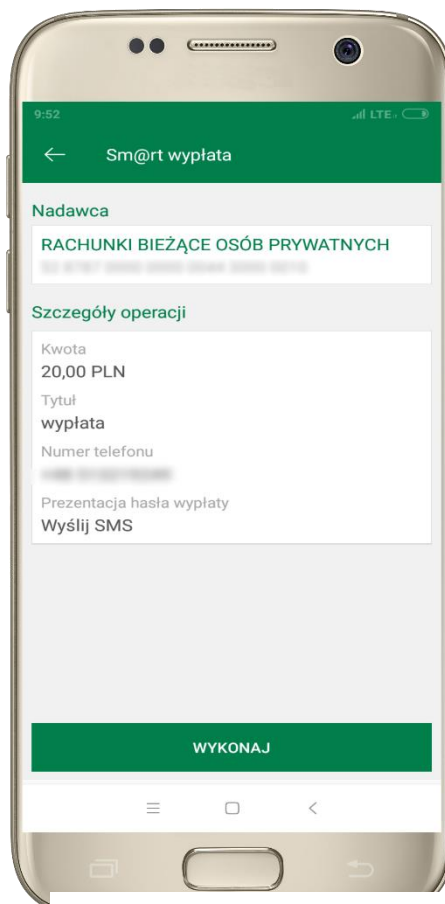 9:52
LTE
Sm@rt wypłata
Nadawca
RACHUNKI BIEŻĄCE OSÓB PRYWATNYCH
Szczegóły operacji
Kwota
20,00 PLN
Tytuł
wypłata
Numer telefonu
Prezentacja hasła wypłaty
Wyślij SMS
WYKONAJ